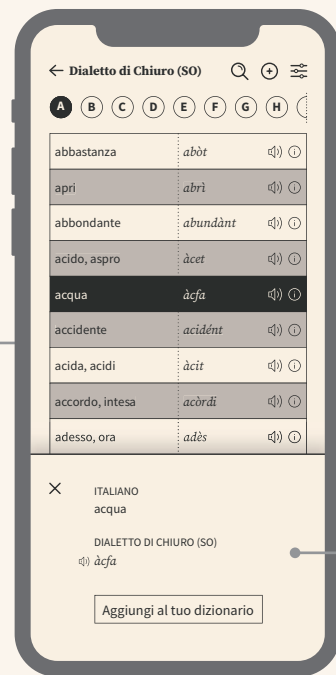 Dialetto di Chiuro (SO)
A B C D E F G H
abbastanza abòt
apri abrì
abbondante abundànt
acido, aspro àcet
acqua àcfa
accidente acidént
acida, acidi àcit
accordo, intesa acòrdi
adesso, ora adès
ITALIANO
acqua
DIALETTO DI CHIURO (SO)
àcfa
Aggiungi al tuo dizionario